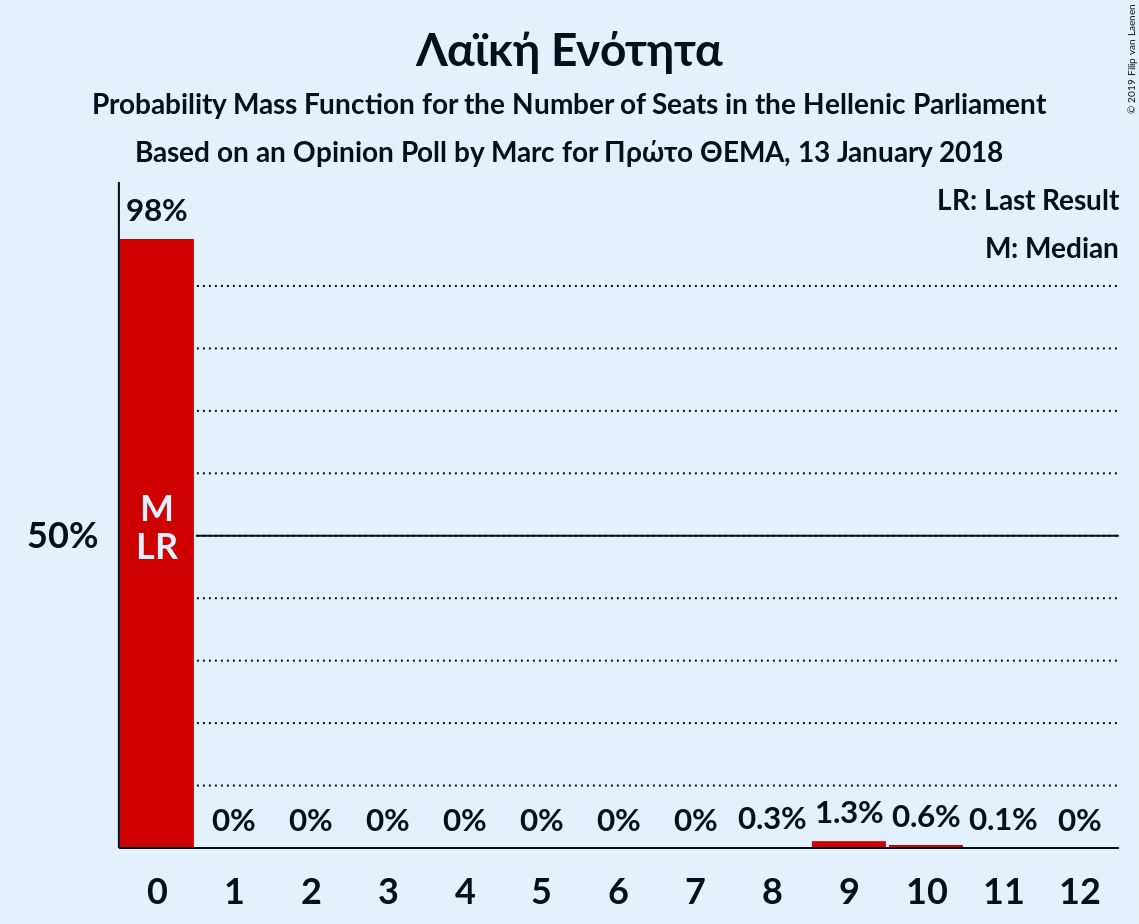 Λαϊκή Ενότητα
Probability Mass Function for the Number of Seats in the Hellenic Parliament
Based on an Opinion Poll by Marc for Πρώτο ΘΕΜΑ, 13 January 2018
© 2019 Filip van Laenen
LR: Last Result
M: Median
98%
M
LR
50%
0% 0% 0% 0% 0% 0% 0% 0.3% 1.3% 0.6% 0.1% 0%
0 1 2 3 4 5 6 7 8 9 10 11 12